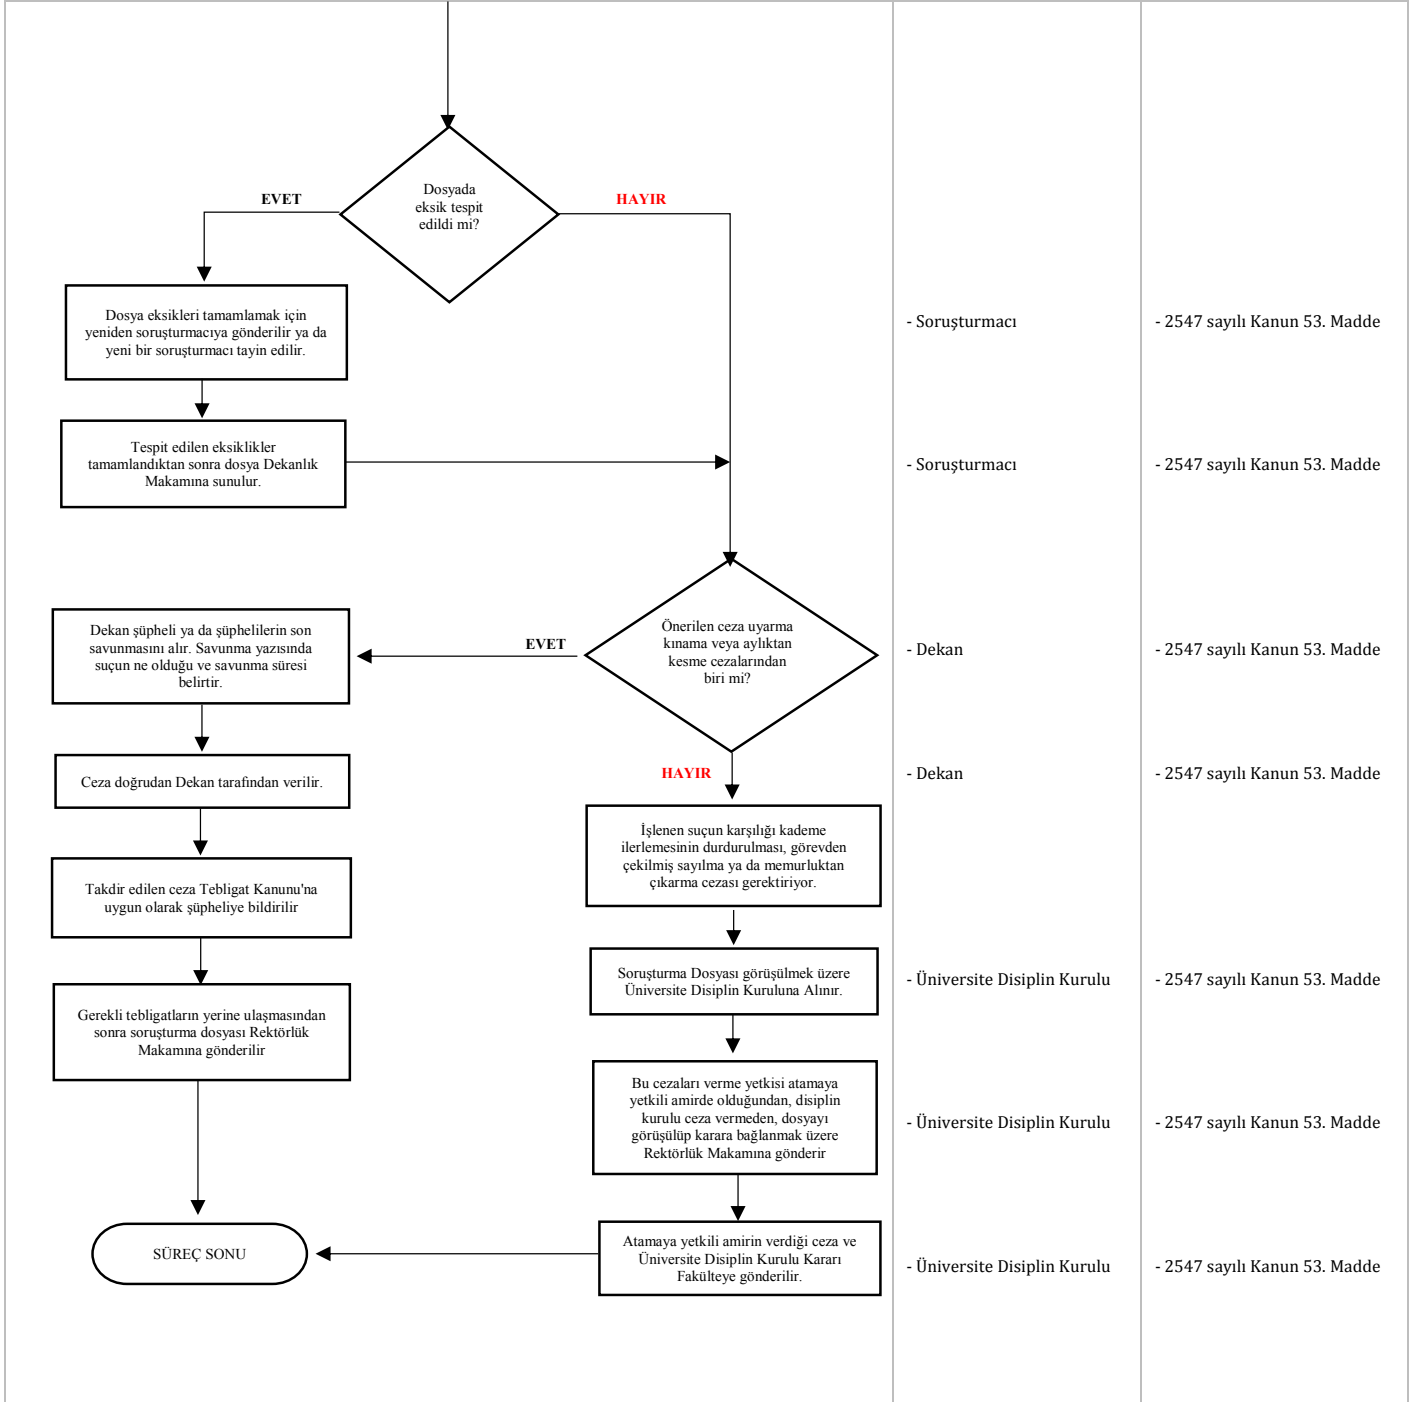 Dosyada
eksik tespit
edildi mi?
EVET
HAYIR
Dosya eksikleri tamamlamak için
yeniden soruşturmacıya gönderilir ya da
yeni bir soruşturmacı tayin edilir.
- Soruşturmacı
- 2547 sayılı Kanun 53. Madde
Tespit edilen eksiklikler
tamamlandıktan sonra dosya Dekanlık
Makamına sunulur.
- Soruşturmacı
- 2547 sayılı Kanun 53. Madde
Önerilen ceza uyarma
kınama veya aylıktan
kesme cezalarından
biri mi?
EVET
Dekan şüpheli ya da şüphelilerin son
savunmasını alır. Savunma yazısında
suçun ne olduğu ve savunma süresi
belirtir.
- Dekan
- 2547 sayılı Kanun 53. Madde
Ceza doğrudan Dekan tarafından verilir.
HAYIR
- Dekan
- 2547 sayılı Kanun 53. Madde
İşlenen suçun karşılığı kademe
ilerlemesinin durdurulması, görevden
çekilmiş sayılma ya da memurluktan
çıkarma cezası gerektiriyor.
Takdir edilen ceza Tebligat Kanunu'na
uygun olarak şüpheliye bildirilir
Soruşturma Dosyası görüşülmek üzere
Üniversite Disiplin Kuruluna Alınır.
- Üniversite Disiplin Kurulu
- 2547 sayılı Kanun 53. Madde
Gerekli tebligatların yerine ulaşmasından
sonra soruşturma dosyası Rektörlük
Makamına gönderilir
Bu cezaları verme yetkisi atamaya
yetkili amirde olduğundan, disiplin
kurulu ceza vermeden, dosyayı
görüşülüp karara bağlanmak üzere
Rektörlük Makamına gönderir
- Üniversite Disiplin Kurulu
- 2547 sayılı Kanun 53. Madde
Atamaya yetkili amirin verdiği ceza ve
Üniversite Disiplin Kurulu Kararı
Fakülteye gönderilir.
SÜREÇ SONU
- Üniversite Disiplin Kurulu
- 2547 sayılı Kanun 53. Madde